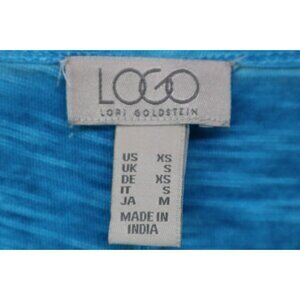 LOGO
LORI GOLDSTEIN
US XS
UK S
DE XS
IT S
JA M
MADE IN
INDIA